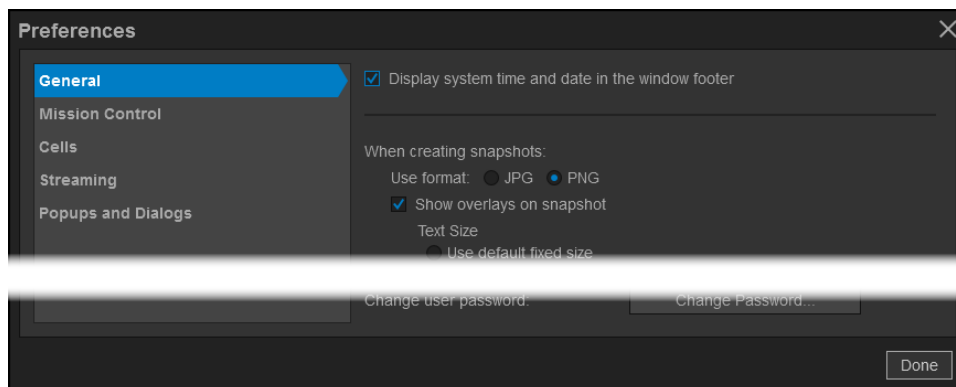 Preferences
General
Mission Control
Cells
Streaming
Popups and Dialogs
Display system time and date in the window footer
When creating snapshots:
Use format: JPG PNG
Show overlays on snapshot
Text Size
Use default fixed size
Change user password:
Change Password...
Done